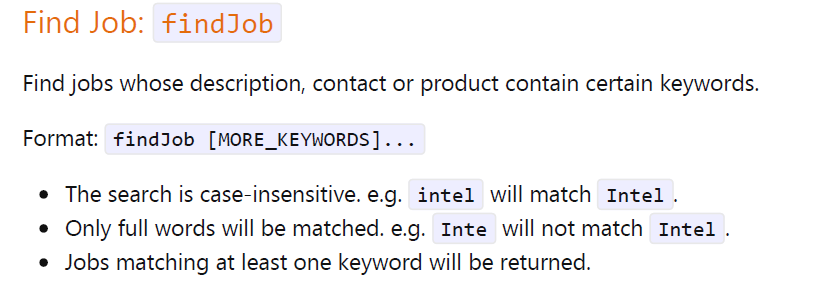 Find Job: findJob
Find jobs whose description, contact or product contain certain keywords.
Format: findJob [MORE_KEYWORDS]...
• The search is case-insensitive. e.g. intel will match Intel.
• Only full words will be matched. e.g. Inte will not match Intel.
• Jobs matching at least one keyword will be returned.